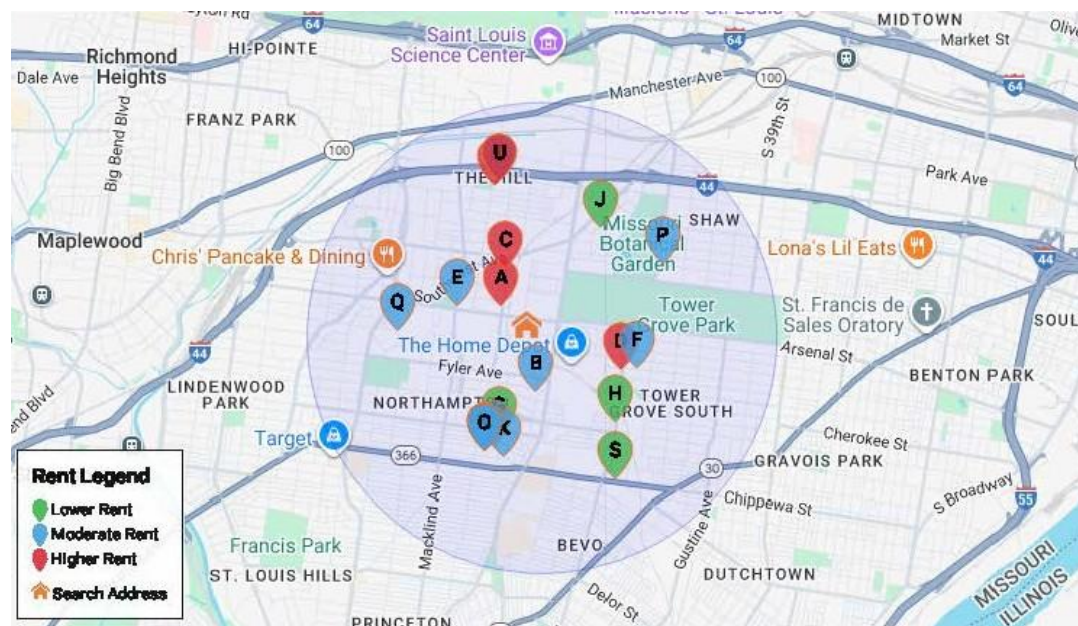 MIDTOWN
Market St
64
Saint Louis
Science Center
HI-POINTE
Richmond
Heights
Dale Ave
64
64
100
Manchester Ave
64
FRANZ PARK
Big Bend Blvd
100
S 39th St
Park Ave
U
THE HILL
44
J
SHAW
Missouri
Botanical
Garden
P
Maplewood
Chris' Pancake & Dining
C
Lona's Lil Eats
44
E
A
Q
Tower
Grove Park
St. Francis de
Sales Oratory
The Home Depot
F
44
B
Fyler Ave
Arsenal St
BENTON PARK
LINDENWOOD
PARK
NORTHAMPTON
H
TOWER
GROVE SOUTH
O
K
Target
366
S
Cherokee St
GRAVOIS PARK
30
Chippewa St
S Broadway
55
Rent Legend
Lower Rent
Moderate Rent
Higher Rent
Search Address
Macklind Ave
Gustine Ave
Francis Park
BEVO
ST. LOUIS HILLS
DUTCHTOWN
Delor St
PRINCETON
MISSOURI
ILLINOIS